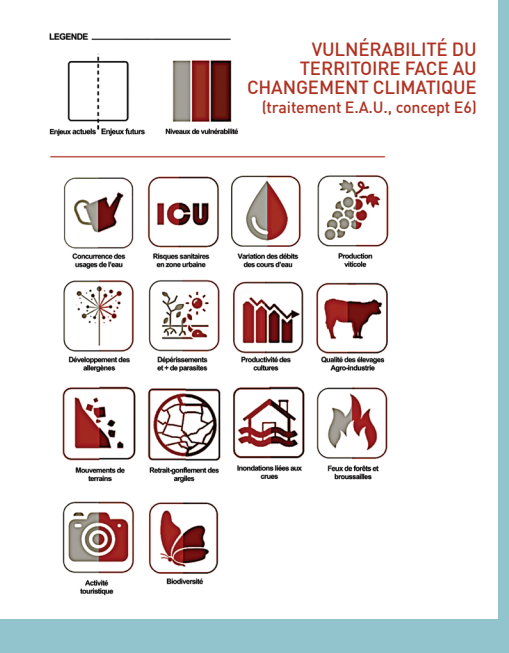 LEGENDE
VULNÉRABILITÉ DU
TERRITOIRE FACE AU
CHANGEMENT CLIMATIQUE
(traitement E.A.U., concept E6)
Enjeux actuels Enjeux futurs
Niveaux de vulnérabilité
Concurrence des
usages de l'eau
ICU
Risques sanitaires
en zone urbaine
Variation des débits
des cours d'eau
Production
viticole
Développement des
allergènes
Dépérissements
et + de parasites
Productivité des
cultures
Qualité des élevages
Agro-industrie
Mouvements de
terrains
Retrait-gonflement des
argiles
Inondations liées aux
crues
Feux de forêts et
broussailles
Activité
touristique
Biodiversité